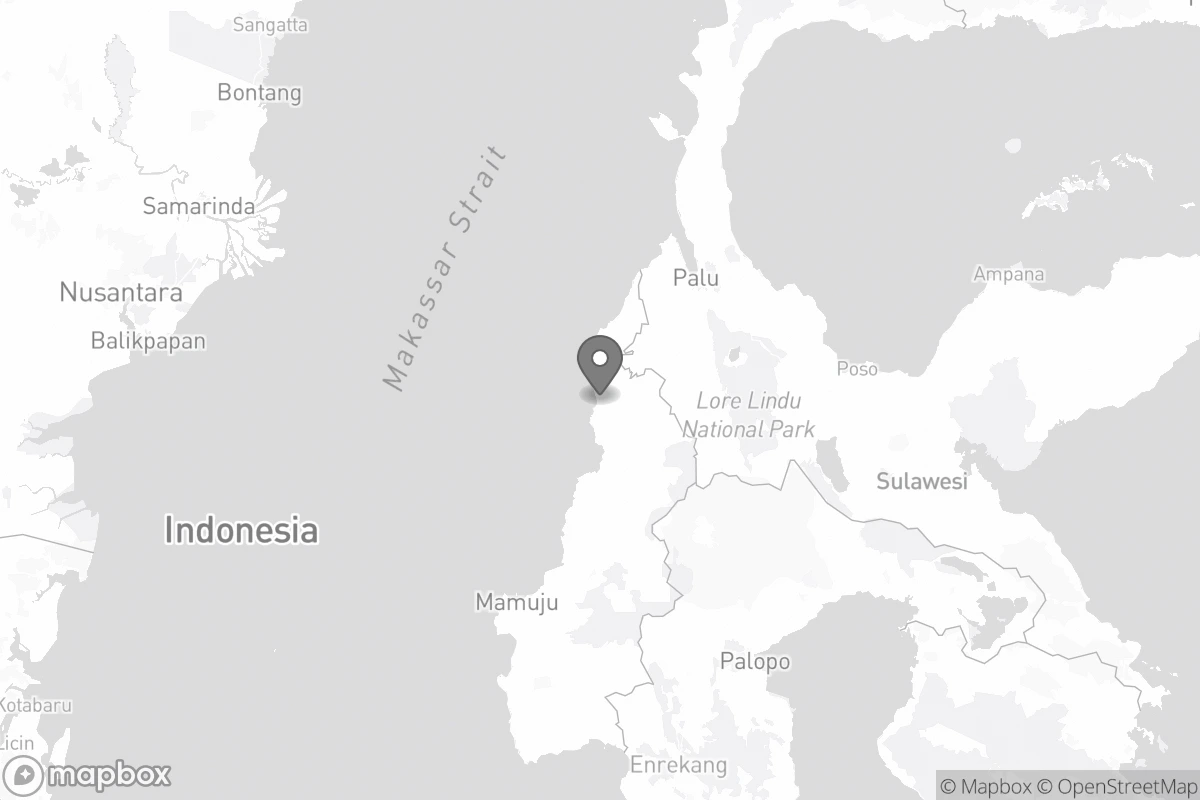 Sangatta
Bontang
Makassar Strait
Samarinda
Palu
Ampana
Nusantara
Balikpapan
Poso
Lore Lindu
National Park
Sulawesi
Indonesia
Mamuju
Palopo
Kotabaru
Licin
Enrekang
mapbox
© Mapbox © OpenStreetMap